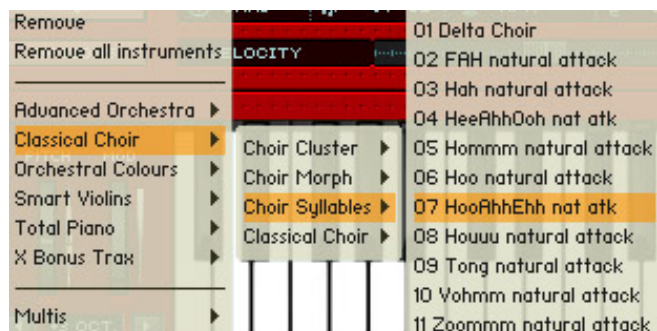 Remove
Remove all instruments
Advanced Orchestra
Classical Choir
Orchestral Colours
Smart Violins
Total Piano
X Bonus Trax
Multis
LOCITY
Choir Cluster
Choir Morph
Choir Syllables
Classical Choir
01 Delta Choir
02 FAH natural attack
03 Hah natural attack
04 HeeAhhOoh nat atk
05 Hommm natural attack
06 Hoo natural attack
07 HooAhhEhh nat atk
08 Houuu natural attack
09 Tong natural attack
10 Vohmm natural attack
11 Zoommm natural attack